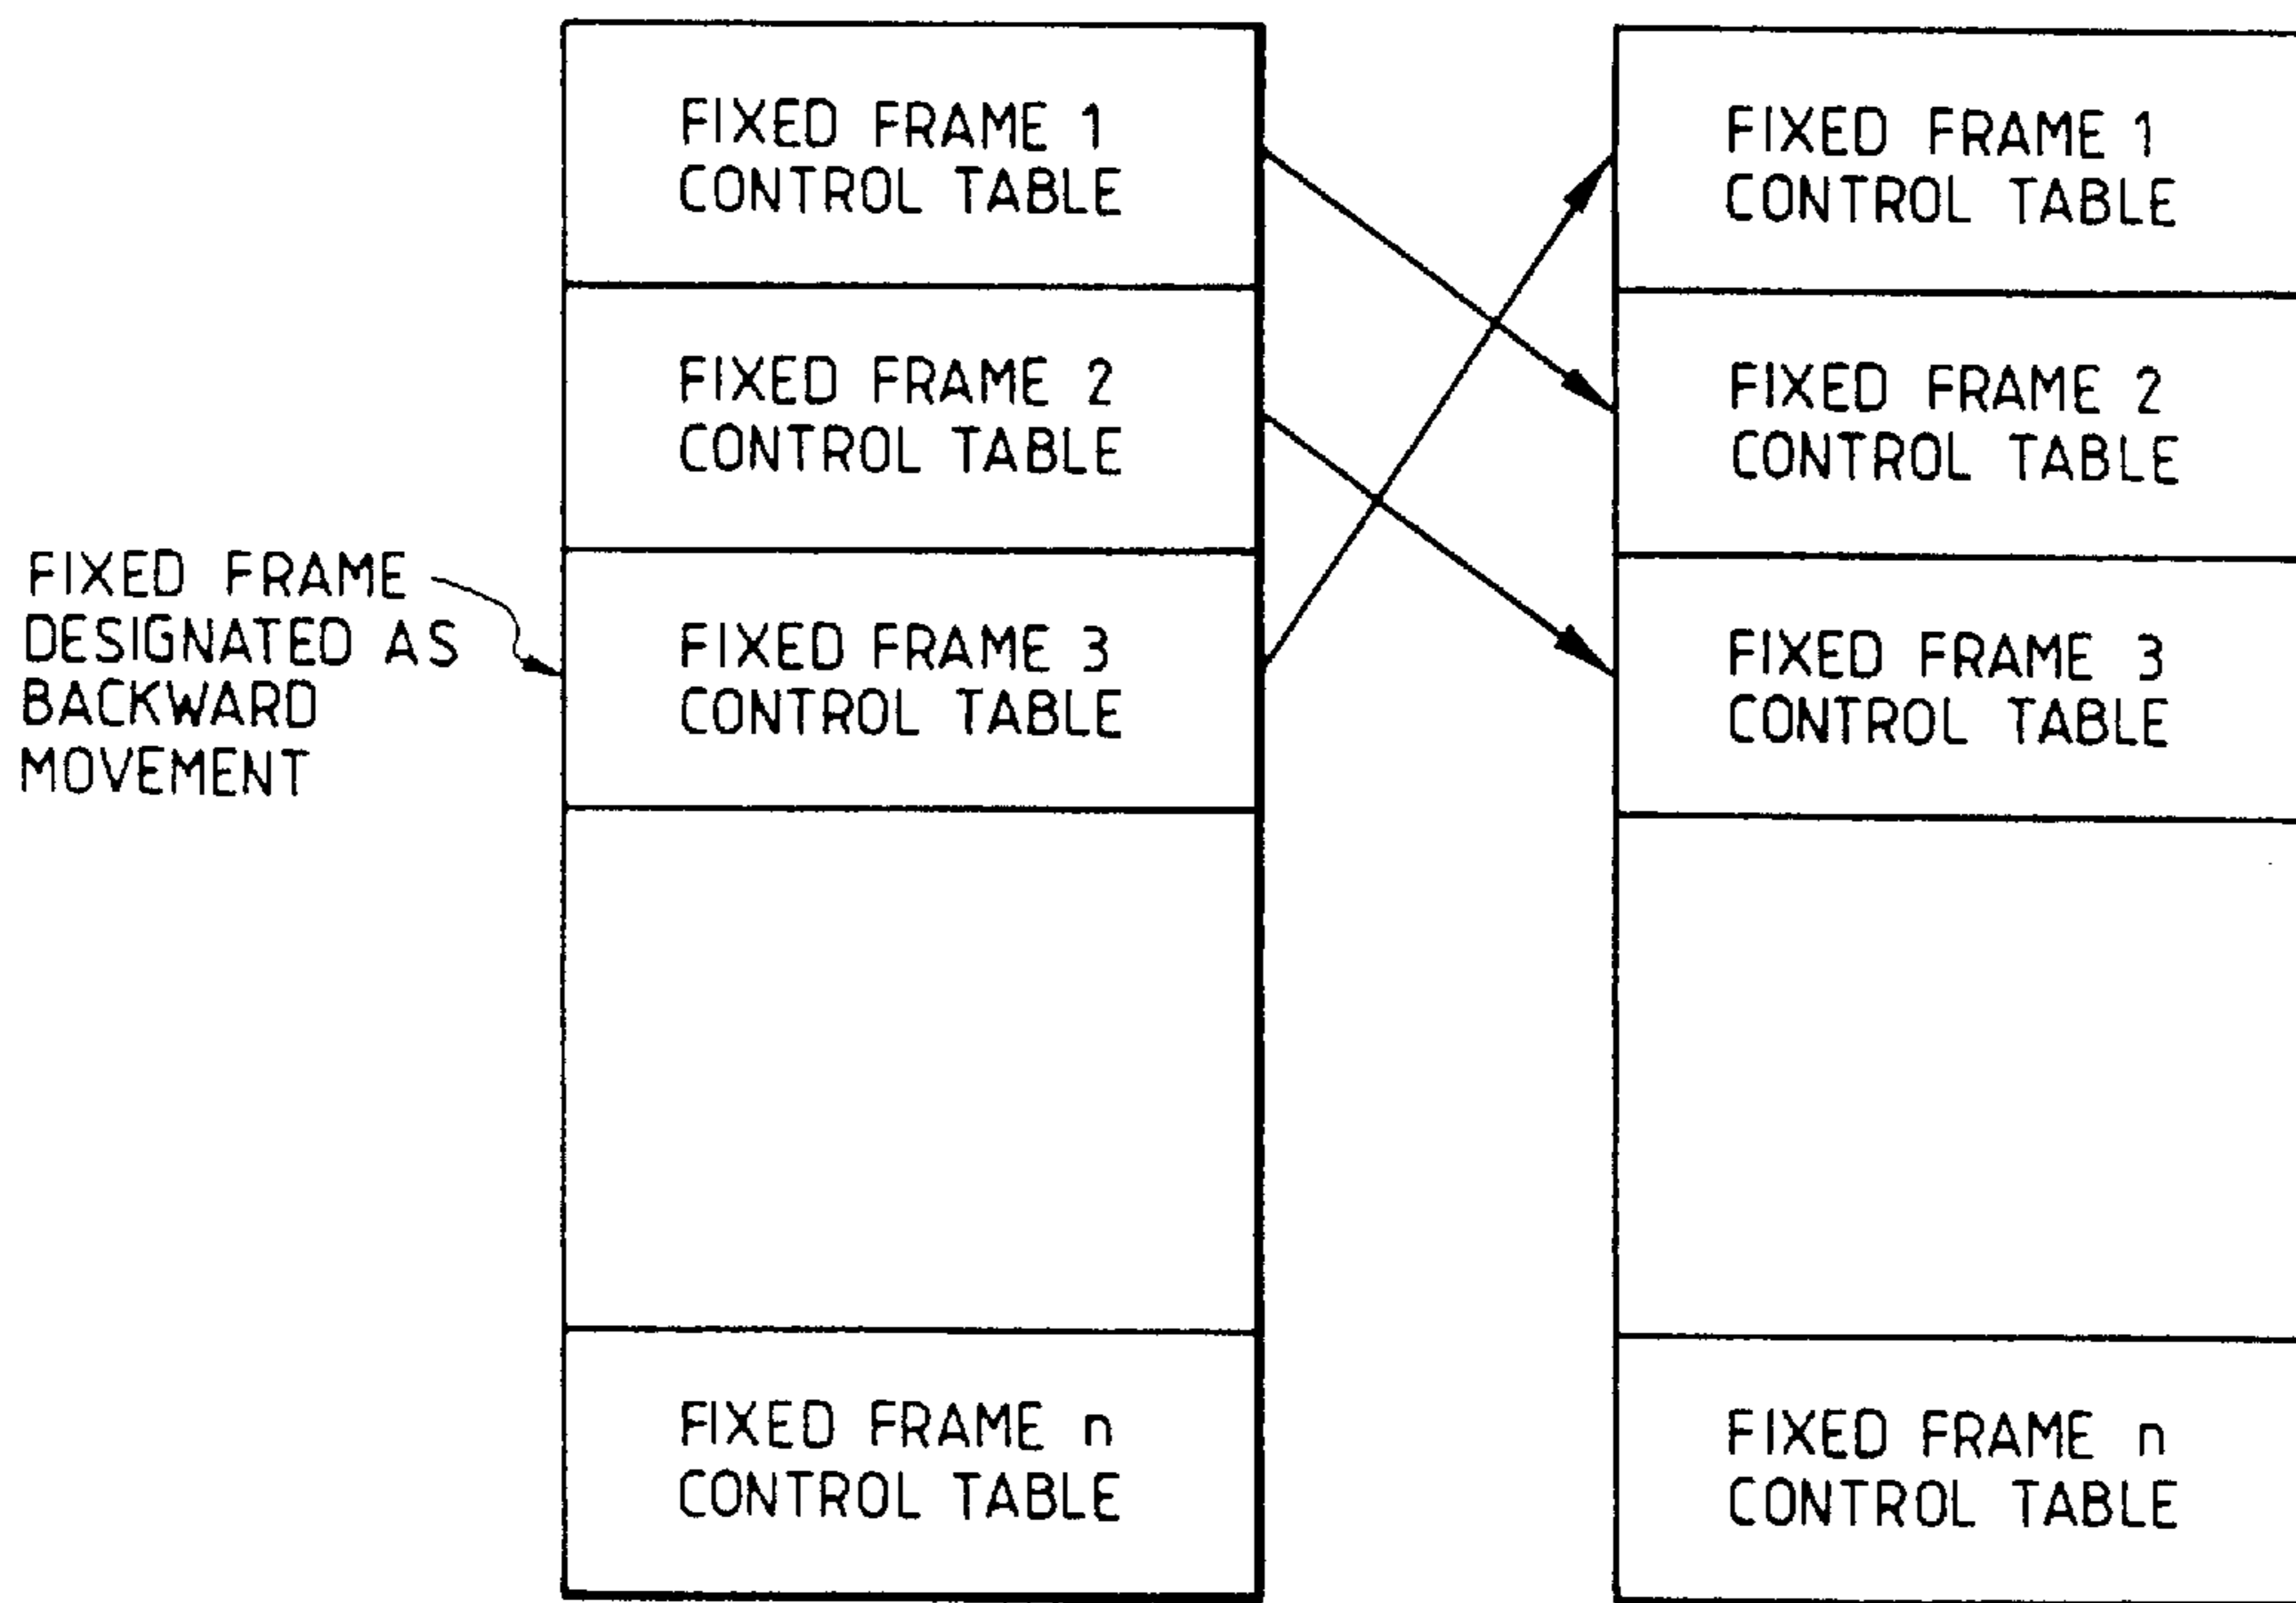 FIXED FRAME 1
CONTROL TABLE
FIXED FRAME 2
CONTROL TABLE
FIXED FRAME
DESIGNATED AS
BACKWARD
MOVEMENT
FIXED FRAME 3
CONTROL TABLE
FIXED FRAME n
CONTROL TABLE
FIXED FRAME 1
CONTROL TABLE
FIXED FRAME 2
CONTROL TABLE
FIXED FRAME 3
CONTROL TABLE
FIXED FRAME n
CONTROL TABLE